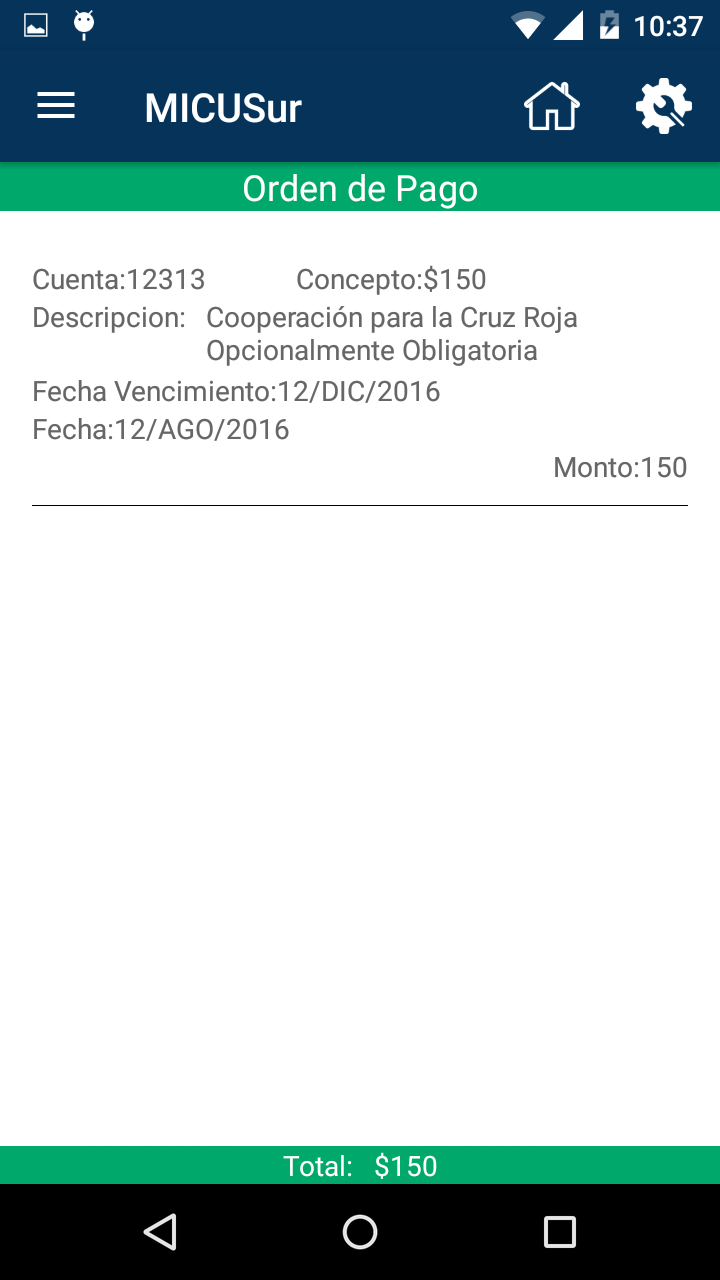 10:37
MICUSur
Orden de Pago
Cuenta:12313 Concepto:$150
Descripcion: Cooperación para la Cruz Roja
Opcionalmente Obligatoria
Fecha Vencimiento:12/DIC/2016
Fecha:12/AGO/2016
Monto:150
Total: $150